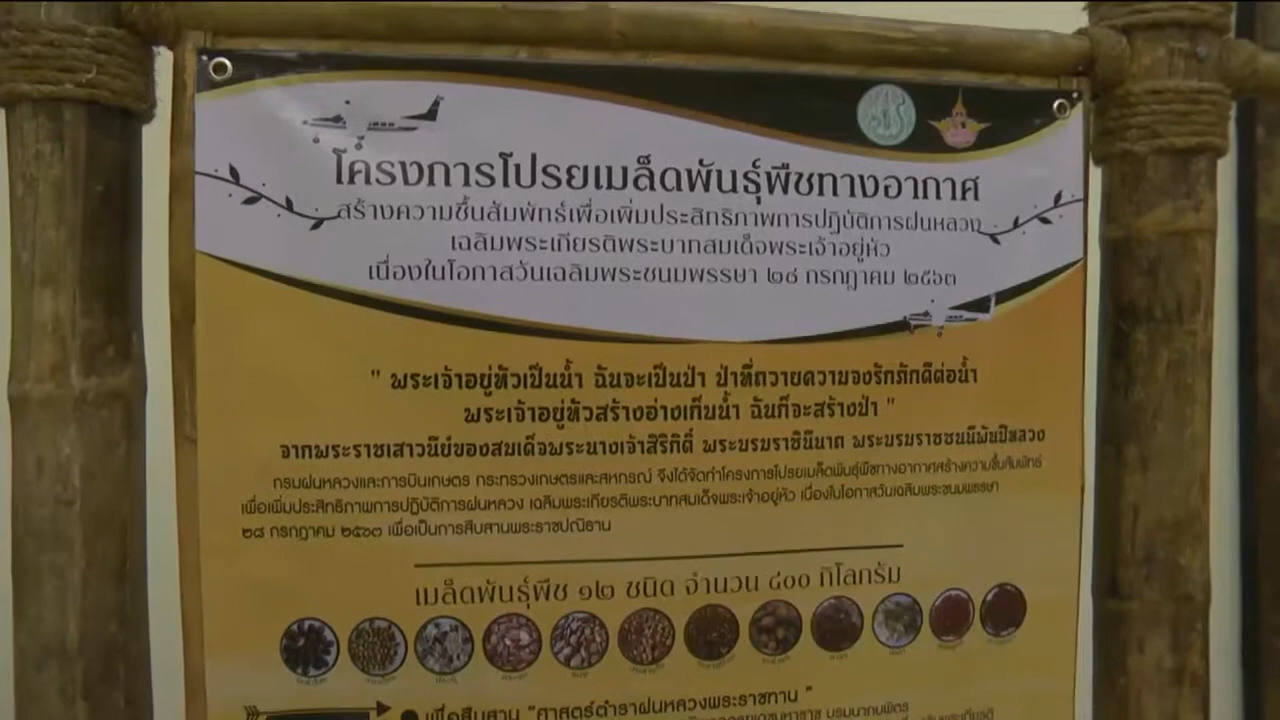 โครงการโปรยเมล็ดพันธุ์พืชทางอากาศ
สร้างความชื้นสัมพัทธ์เพื่อเพิ่มประสิทธิภาพการปฏิบัติการฝนหลวง
เฉลิมพระเกียรติพระบาทสมเด็จพระเจ้าอยู่หัว
เนื่องในโอกาสวันเฉลิมพระชนมพรรษา ๒๘ กรกฎาคม ๒๕๖๓
" พระเจ้าอยู่หัวเป็นน้ำ ฉันจะเป็นป่า ป่าที่ถวายความจงรักภักดีต่อน้ำ
พระเจ้าอยู่หัวสร้างอ่างเก็บน้ำ ฉันก็จะสร้างป่า "
จากพระราชเสาวนีย์ของสมเด็จพระนางเจ้าสิริกิติ์ พระบรมราชินีนาถ พระบรมราชชนนีพันปีหลวง
กรมฝนหลวงและการบินเกษตร กระทรวงเกษตรและสหกรณ์ จึงได้จัดทำโครงการโปรยเมล็ดพันธุ์พืชทางอากาศสร้างความชื้นสัมพัทธ์
เพื่อเพิ่มประสิทธิภาพการปฏิบัติการฝนหลวง เฉลิมพระเกียรติพระบาทสมเด็จพระเจ้าอยู่หัว เนื่องในโอกาสวันเฉลิมพระชนมพรรษา
๒๘ กรกฎาคม ๒๕๖๓ เพื่อเป็นการสืบสานพระราชปณิธาน
เมล็ดพันธุ์พืช ๑๒ ชนิด จำนวน ๘๐๐ กิโลกรัม
เพื่อสืบสาน "ศาสตร์ตำราฝนหลวงพระราชทาน "
บรมนาถบพิตร